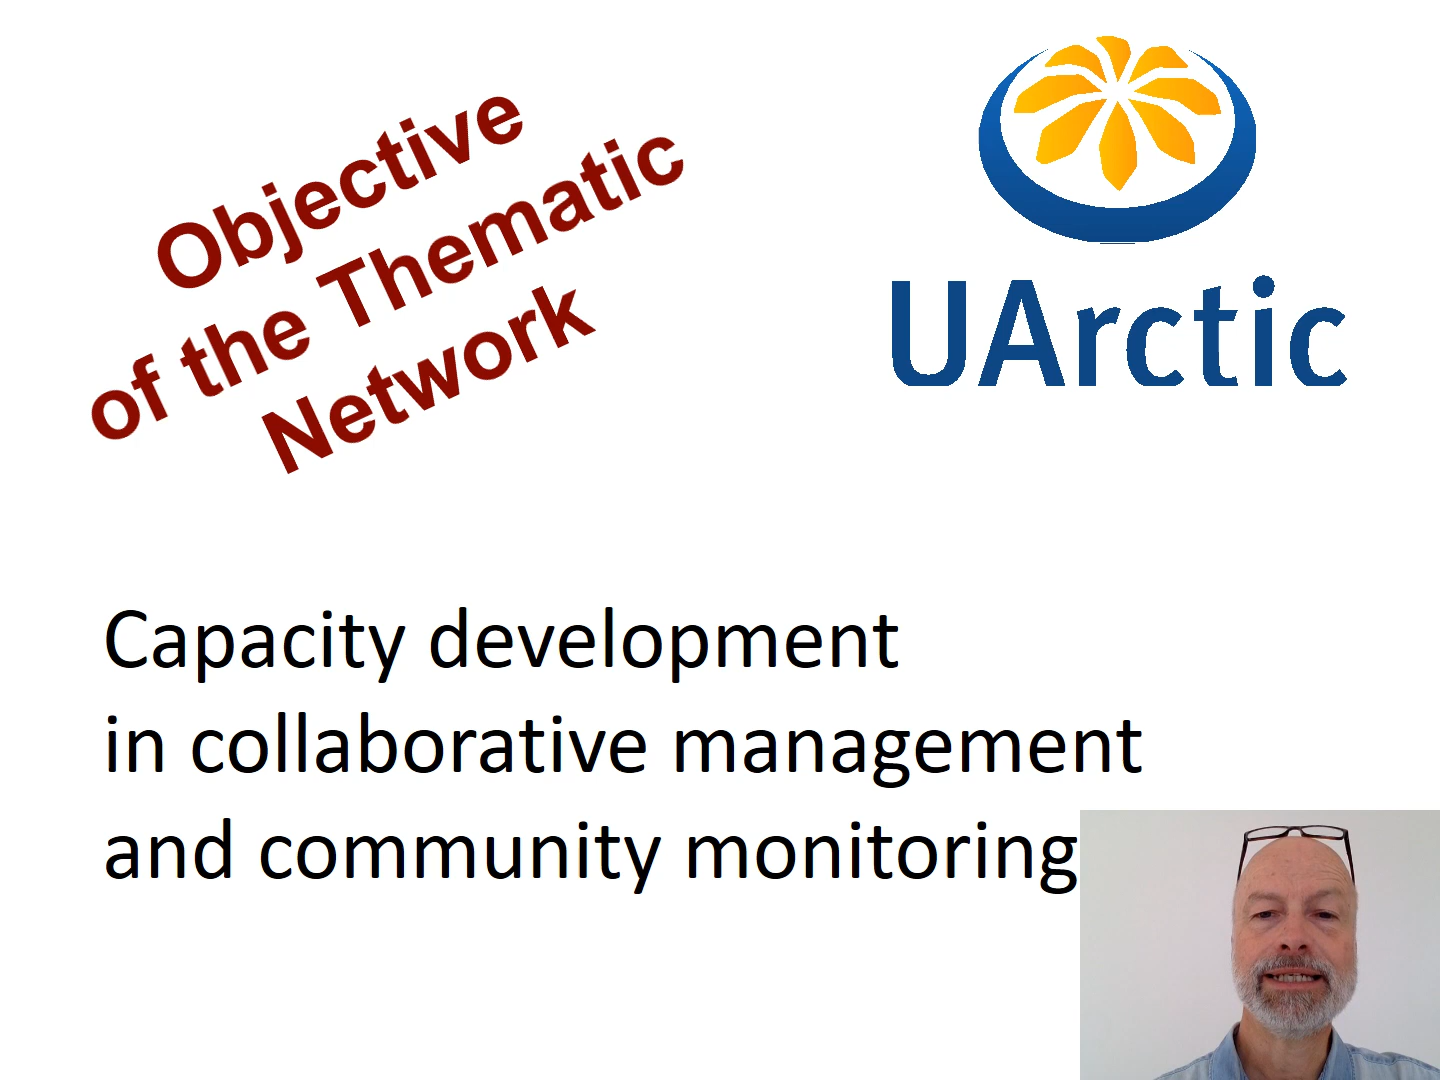 Objective
of the Thematic
Network
UArctic
Capacity development
in collaborative management
and community monitoring